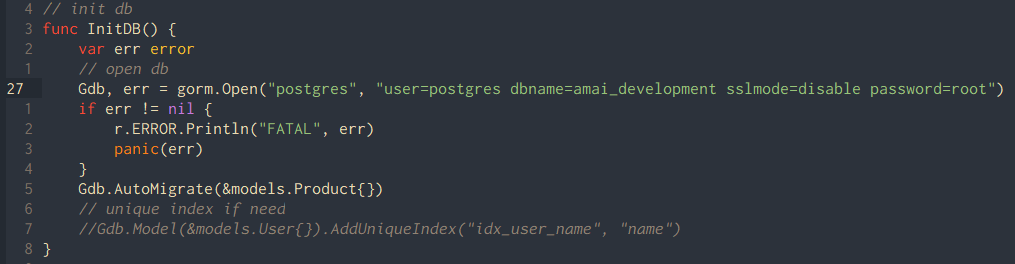 4 // init db
3 func InitDB() {
2     var err error
1     // open db
27     Gdb, err = gorm.Open("postgres", "user=postgres dbname=amai_development sslmode=disable password=root")
1     if err != nil {
2         r.ERROR.Println("FATAL", err)
3         panic(err)
4     }
5     Gdb.AutoMigrate(&models.Product{})
6     // unique index if need
7     //Gdb.Model(&models.User{}).AddUniqueIndex("idx_user_name", "name")
8 }